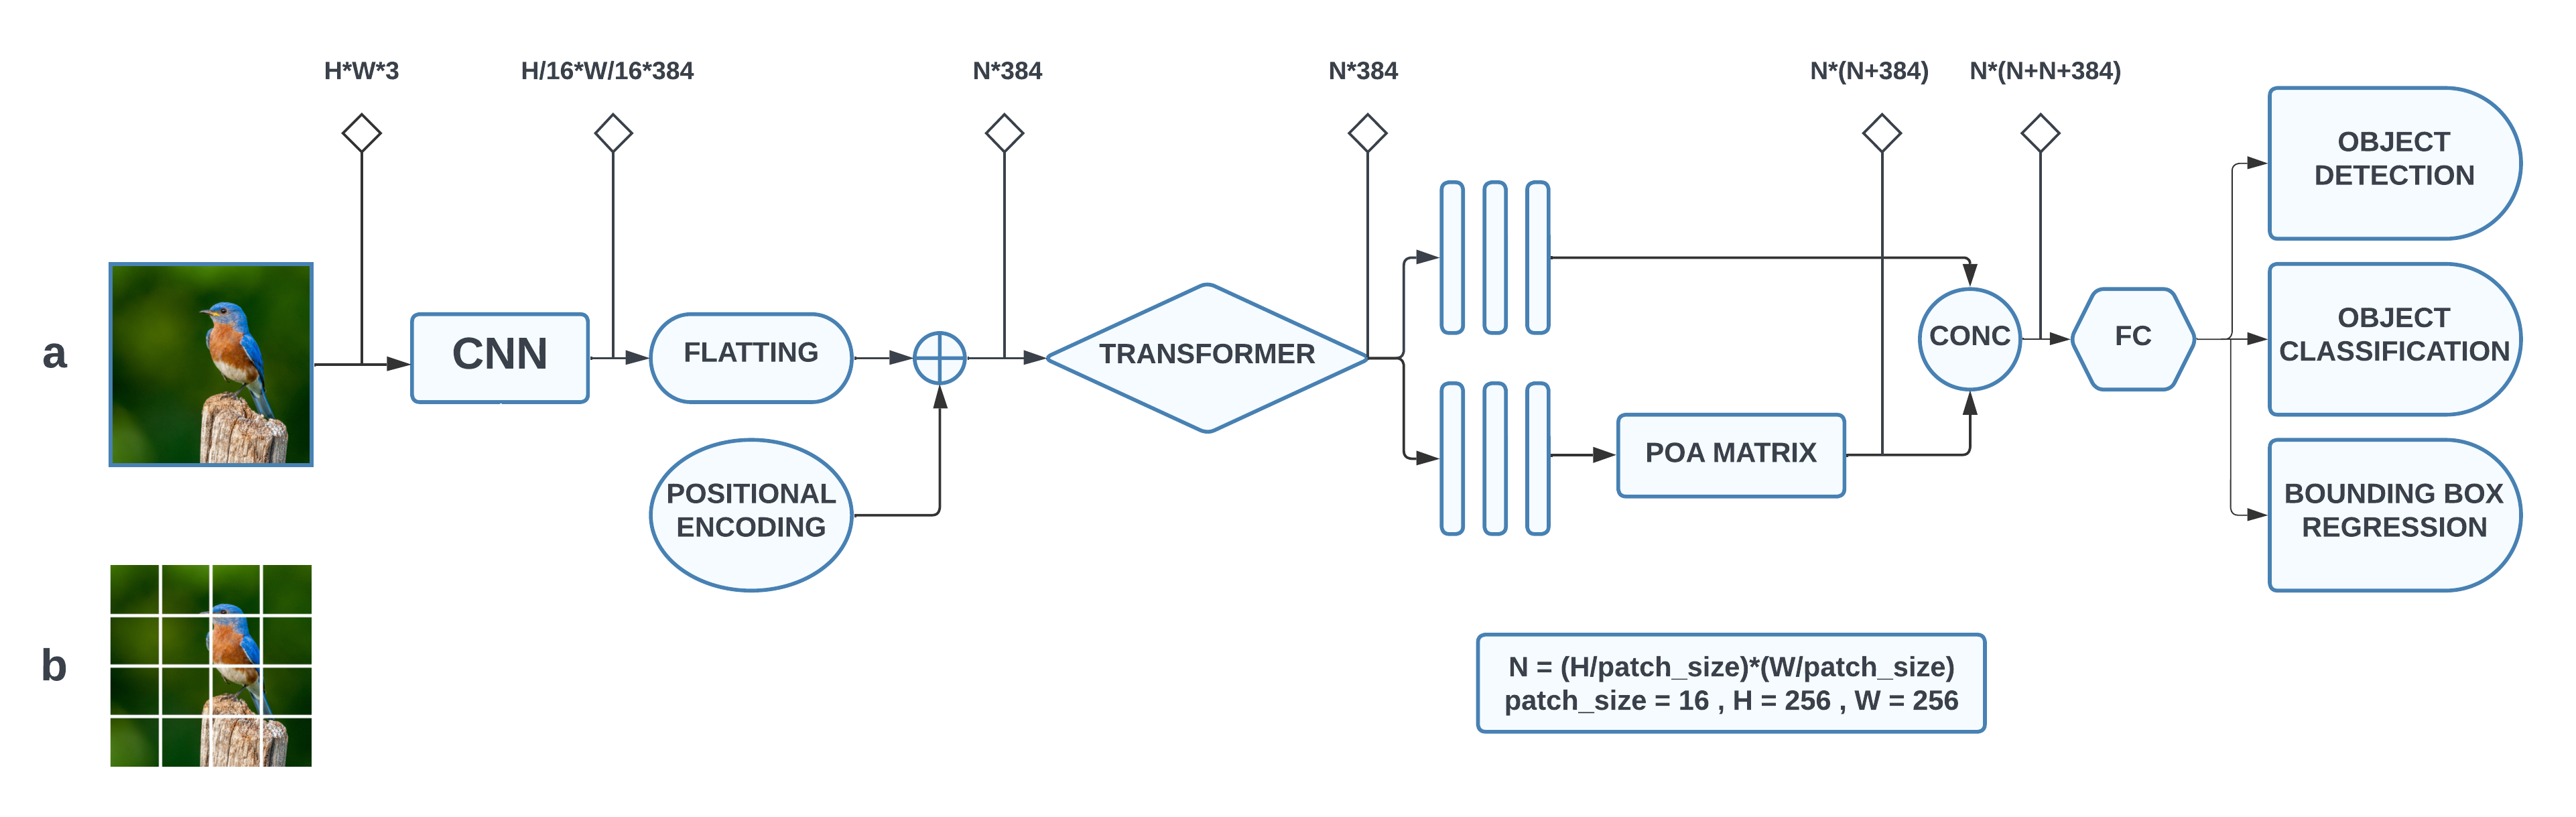 H*W*3
H/16*W/16*384
N*384
N*384
N*(N+384)
N*(N+N+384)
a
CNN
FLATTING
POSITIONAL
ENCODING
TRANSFORMER
POA MATRIX
CONC
FC
OBJECT
DETECTION
OBJECT
CLASSIFICATION
BOUNDING BOX
REGRESSION
b
N = (H/patch_size)*(W/patch_size)
patch_size = 16 , H = 256 , W = 256